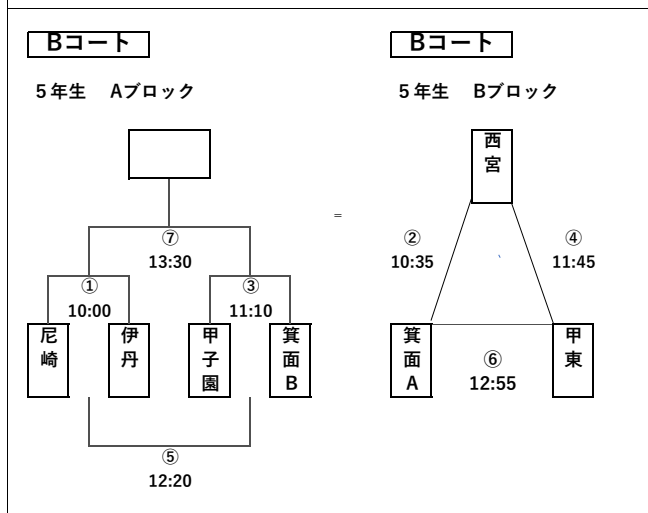 Bコート
5年生 Aブロック
⑦
13:30
①
10:00
③
11:10
尼崎
伊丹
甲子園
箕面B
⑤
12:20
=
Bコート
5年生 Bブロック
西宮
②
10:35
、
④
11:45
箕面A
⑥
12:55
甲東